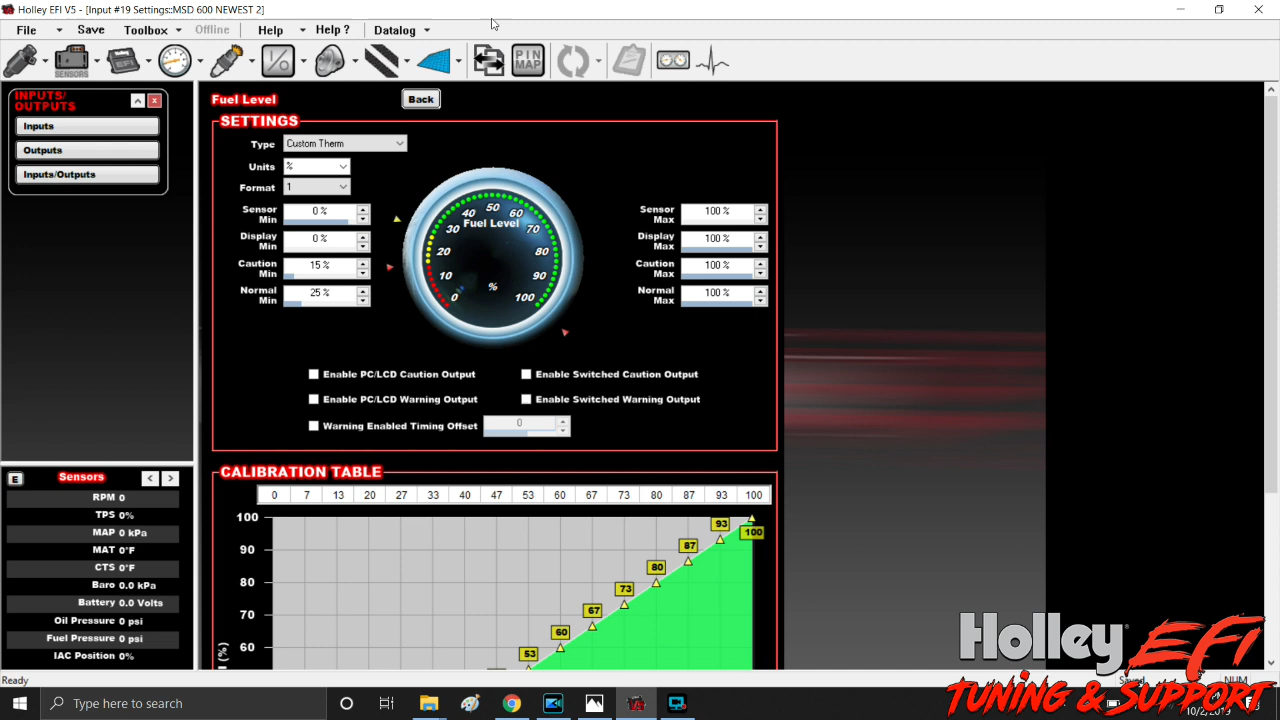 Holley EFI V5 - [Input #19 Settings::MSD 600 NEWEST 2]
File Save Toolbox Offline Help Help ? Datalog
SENSORS EFI PIN MAP
INPUTS/
OUTPUTS
Inputs
Outputs
Inputs/Outputs
Fuel Level Back
SETTINGS
Type Custom Therm
Units %
Format 1
Sensor Min 0 %
Display Min 0 %
Caution Min 15 %
Normal Min 25 %
0 10 20 30 40 50 60 70 80 90 100
Fuel Level
%
Sensor Max 100 %
Display Max 100 %
Caution Max 100 %
Normal Max 100 %
Enable PC/LCD Caution Output Enable Switched Caution Output
Enable PC/LCD Warning Output Enable Switched Warning Output
Warning Enabled Timing Offset 0
CALIBRATION TABLE
0 7 13 20 27 33 40 47 53 60 67 73 80 87 93 100
100
90
80
70
60
100
93
87
80
73
67
60
53
E Sensors < >
RPM 0
TPS 0%
MAP 0 kPa
MAT 0°F
CTS 0°F
Baro 0.0 kPa
Battery 0.0 Volts
Oil Pressure 0 psi
Fuel Pressure 0 psi
IAC Position 0%
Holley EFI
TUNING & SUPPORT
Ready NUM
Type here to search
10/2/2019